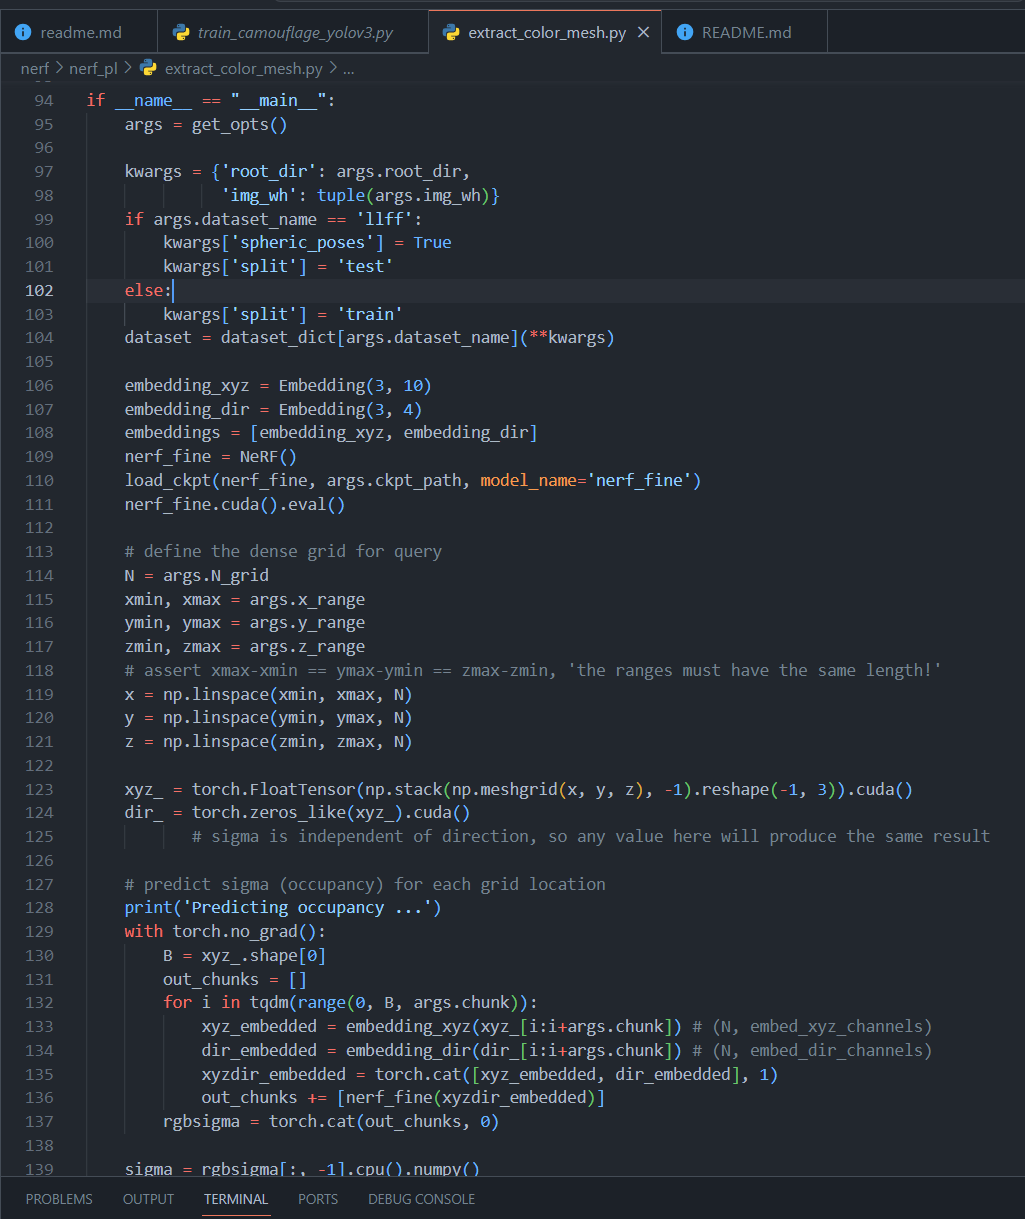 readme.md train_camouflage_yolov3.py extract_color_mesh.py README.md
nerf > nerf_pl > extract_color_mesh.py > ...
94 if __name__ == "__main__":
95     args = get_opts()
96
97     kwargs = {'root_dir': args.root_dir,
98               'img_wh': tuple(args.img_wh)}
99     if args.dataset_name == 'llff':
100         kwargs['spheric_poses'] = True
101         kwargs['split'] = 'test'
102     else:
103         kwargs['split'] = 'train'
104     dataset = dataset_dict[args.dataset_name](**kwargs)
105
106     embedding_xyz = Embedding(3, 10)
107     embedding_dir = Embedding(3, 4)
108     embeddings = [embedding_xyz, embedding_dir]
109     nerf_fine = NeRF()
110     load_ckpt(nerf_fine, args.ckpt_path, model_name='nerf_fine')
111     nerf_fine.cuda().eval()
112
113     # define the dense grid for query
114     N = args.N_grid
115     xmin, xmax = args.x_range
116     ymin, ymax = args.y_range
117     zmin, zmax = args.z_range
118     # assert xmax-xmin == ymax-ymin == zmax-zmin, 'the ranges must have the same length!'
119     x = np.linspace(xmin, xmax, N)
120     y = np.linspace(ymin, ymax, N)
121     z = np.linspace(zmin, zmax, N)
122
123     xyz_ = torch.FloatTensor(np.stack(np.meshgrid(x, y, z), -1).reshape(-1, 3)).cuda()
124     dir_ = torch.zeros_like(xyz_).cuda()
125            # sigma is independent of direction, so any value here will produce the same result
126
127     # predict sigma (occupancy) for each grid location
128     print('Predicting occupancy ...')
129     with torch.no_grad():
130         B = xyz_.shape[0]
131         out_chunks = []
132         for i in tqdm(range(0, B, args.chunk)):
133             xyz_embedded = embedding_xyz(xyz_[i:i+args.chunk]) # (N, embed_xyz_channels)
134             dir_embedded = embedding_dir(dir_[i:i+args.chunk]) # (N, embed_dir_channels)
135             xyzdir_embedded = torch.cat([xyz_embedded, dir_embedded], 1)
136             out_chunks += [nerf_fine(xyzdir_embedded)]
137         rgbsigma = torch.cat(out_chunks, 0)
138
139     sigma = rgbsigma[:, -1].cpu().numpy()
PROBLEMS OUTPUT TERMINAL PORTS DEBUG CONSOLE